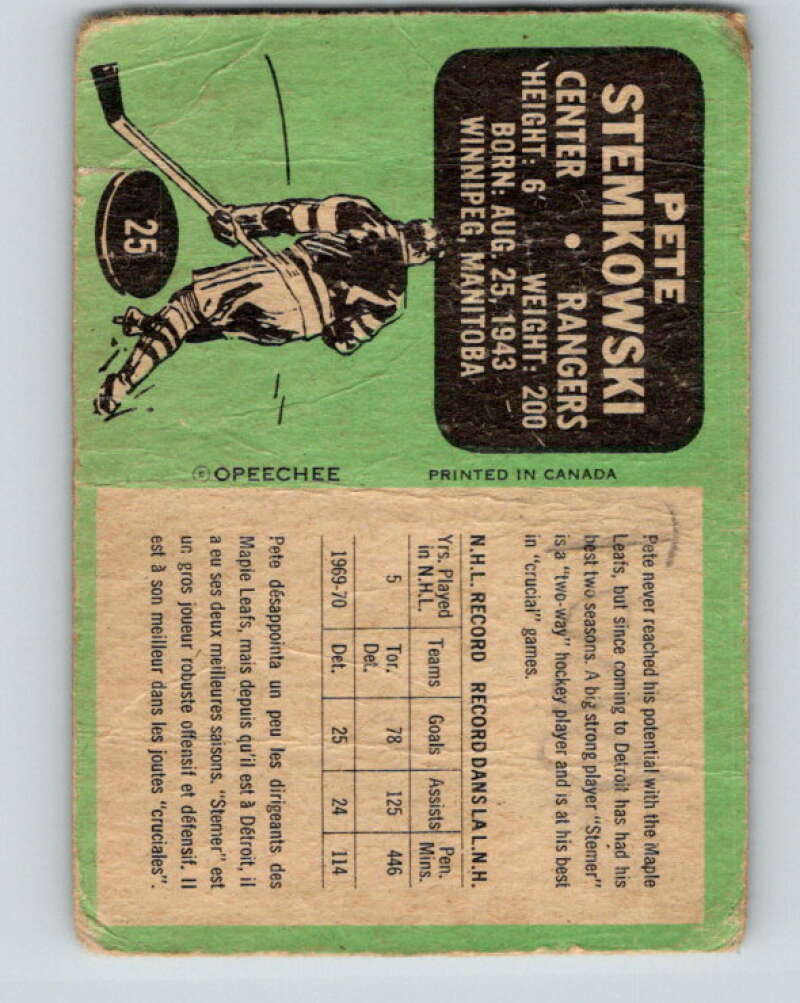 PETE
STEMKOWSKI
CENTER • RANGERS
HEIGHT: 6' WEIGHT: 200
BORN: AUG. 25, 1943
WINNIPEG, MANITOBA
25
© OPEECHEE PRINTED IN CANADA
Pete never reached his potential with the Maple
Leafs, but since coming to Detroit has had his
best two seasons. A big strong player "Stemer"
is a "two-way" hockey player and is at his best
in "crucial" games.
N.H.L. RECORD RECORD DANS LA L.N.H.
Yrs. Played in N.H.L. Teams Goals Assists Pen. Mins.
5 Tor. Det. 78 125 446
1969-70 Det. 25 24 114
Pete désappointa un peu les dirigeants des
Maple Leafs, mais depuis qu'il est à Détroit, il
a eu ses deux meilleures saisons. "Stemer" est
un gros joueur robuste offensif et défensif. Il
est à son meilleur dans les joutes "cruciales".